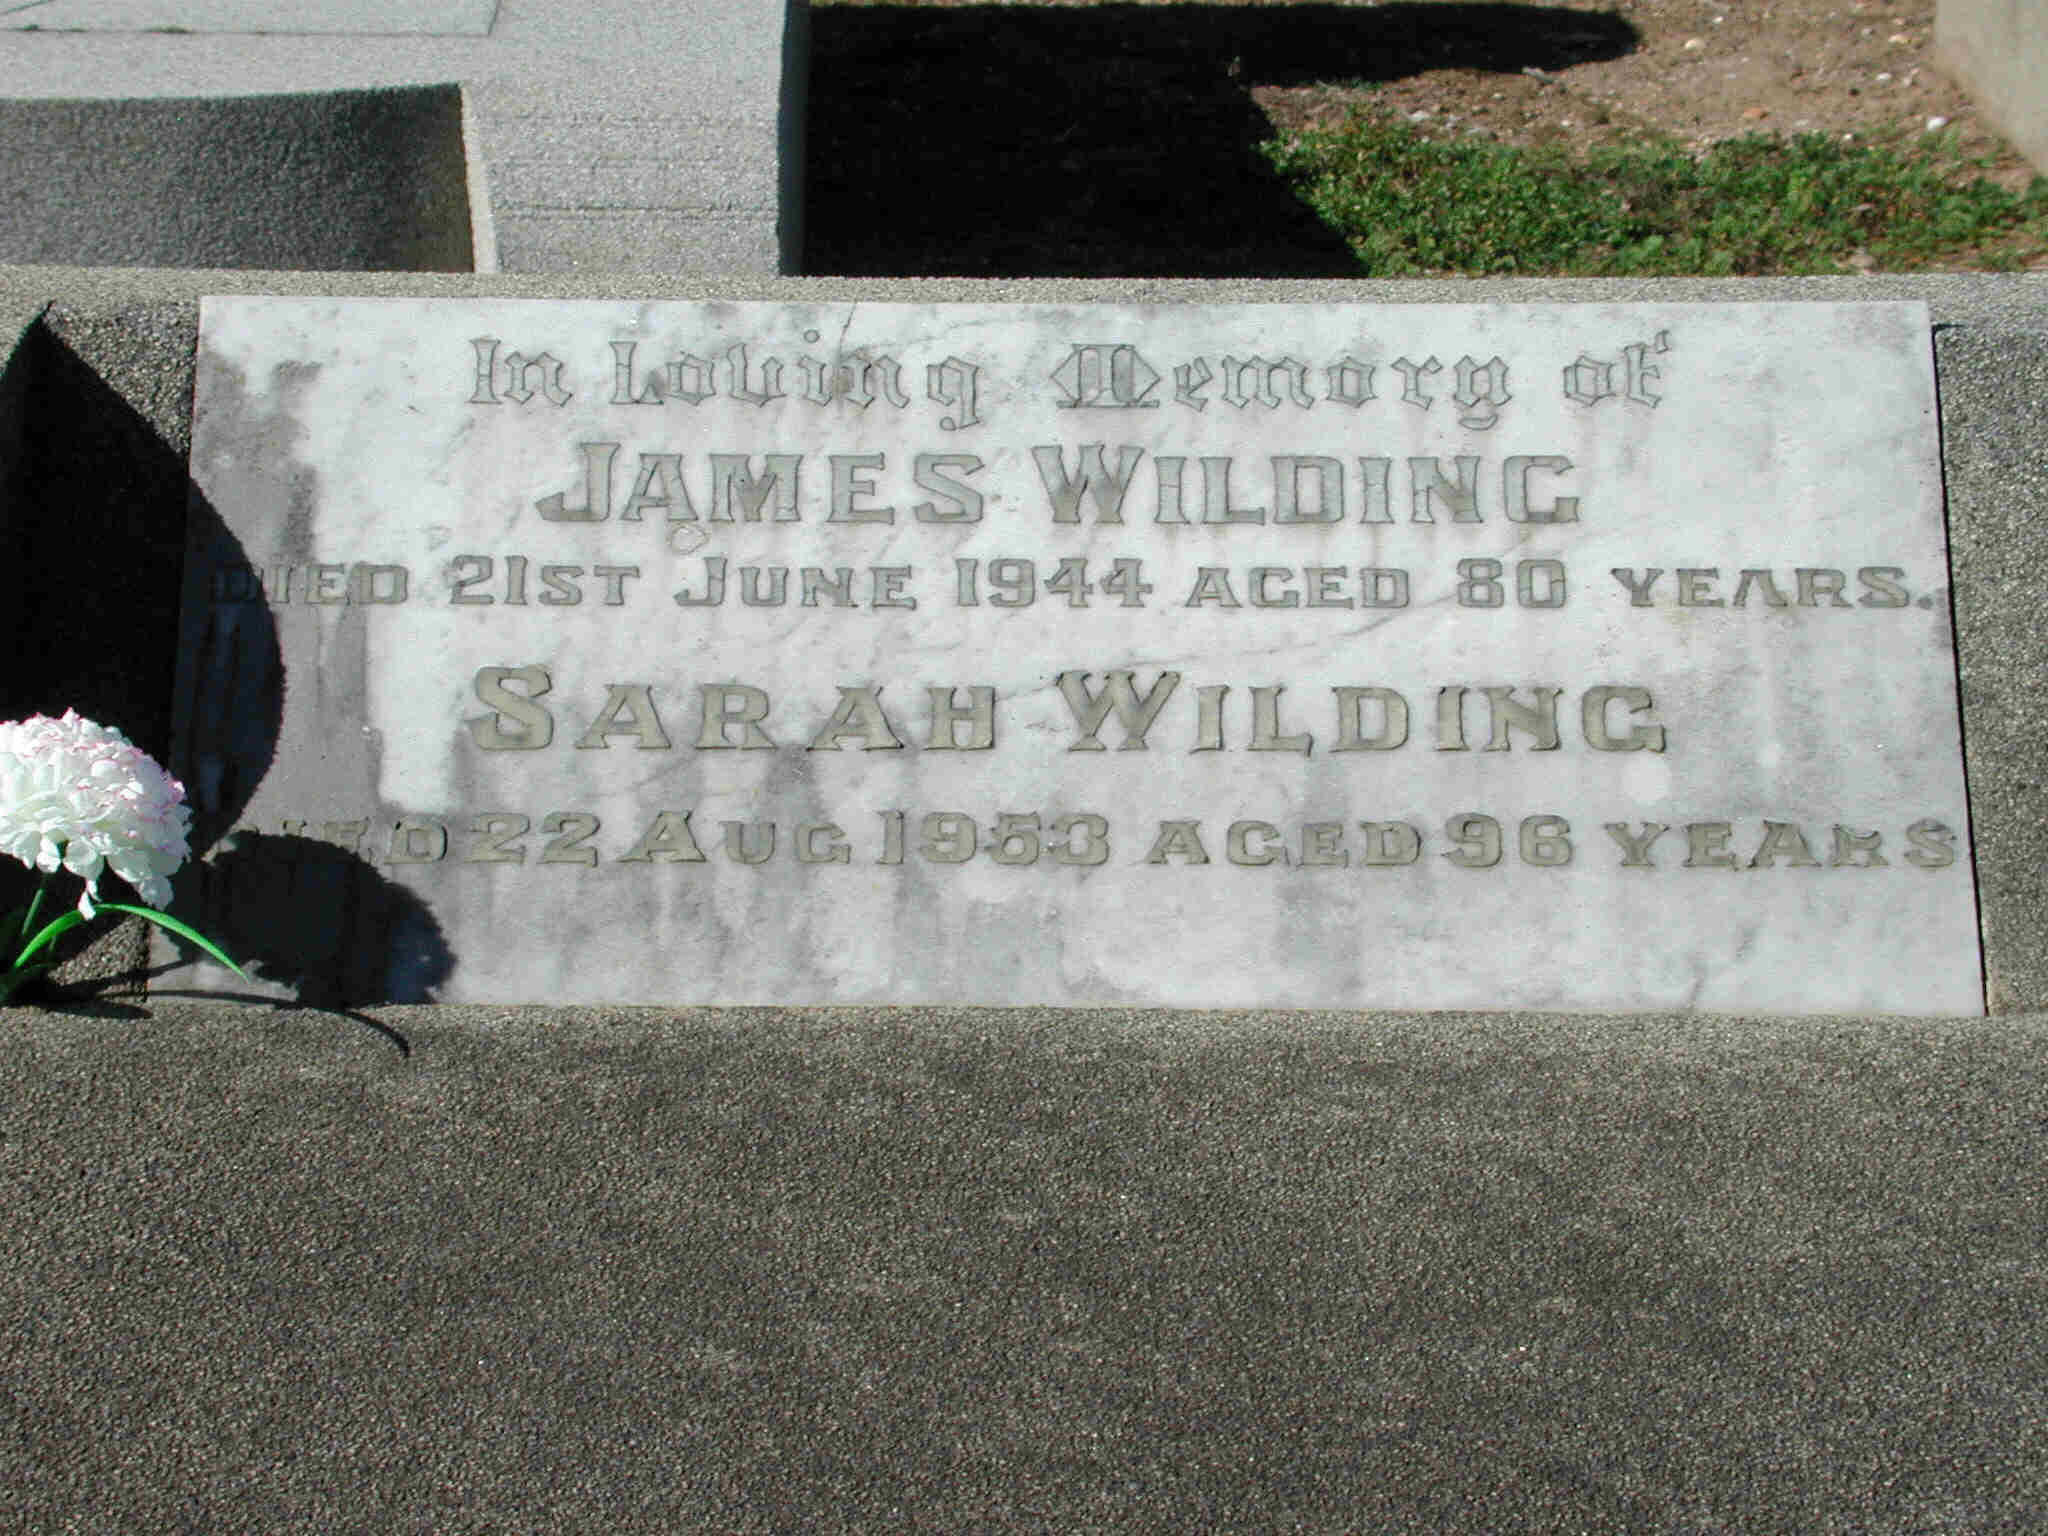 In Loving Memory of
JAMES WILDING
DIED 21ST JUNE 1944 AGED 80 YEARS.
SARAH WILDING
DIED 22 AUG 1953 AGED 96 YEARS